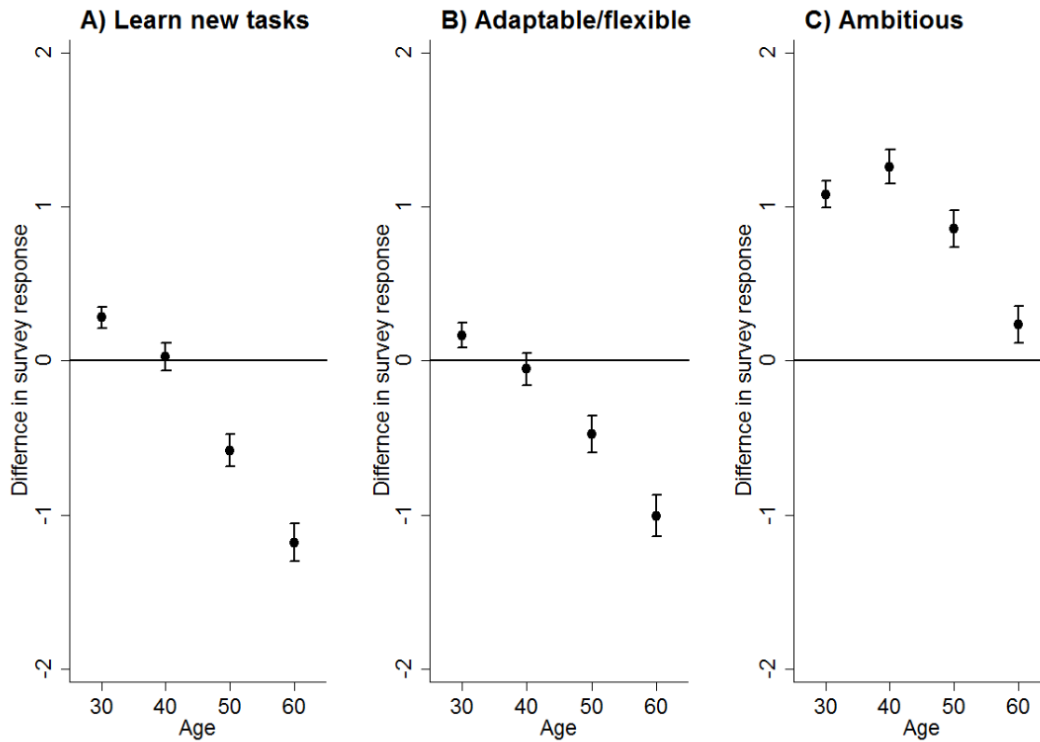 A) Learn new tasks
Differnce in survey response
2
1
0
-1
-2
30 40 50 60
Age
B) Adaptable/flexible
Differnce in survey response
2
1
0
-1
-2
30 40 50 60
Age
C) Ambitious
Differnce in survey response
2
1
0
-1
-2
30 40 50 60
Age